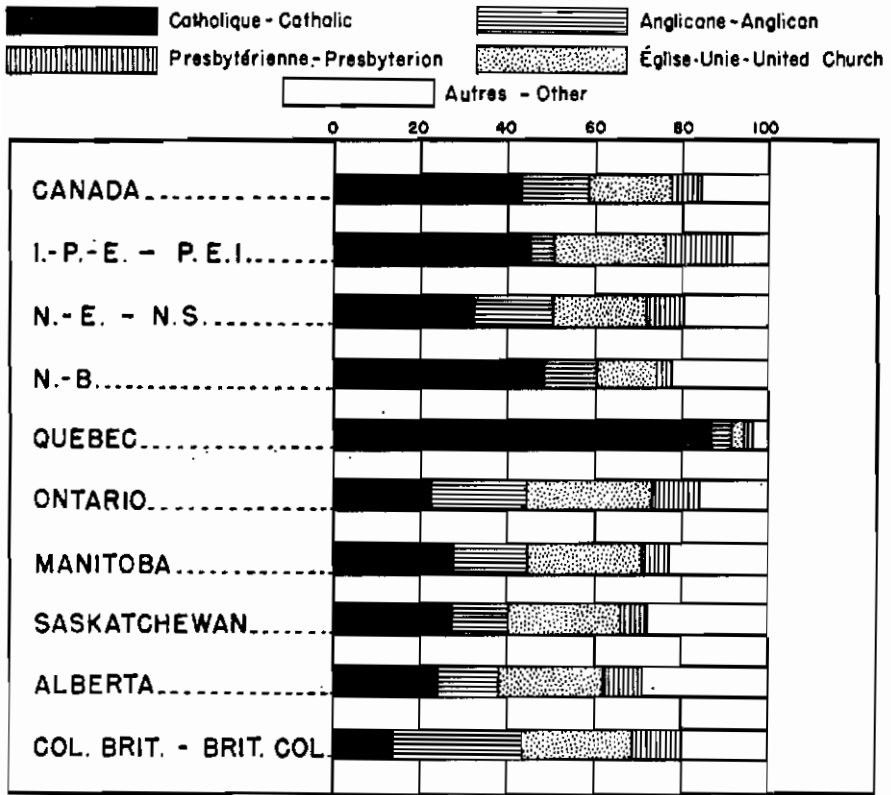 Catholique - Catholic Anglicane - Anglican
Presbytérienne - Presbyterion Église-Unie - United Church
Autres - Other
0 20 40 60 80 100
CANADA
I.-P.-E. - P.E.I.
N.-E. - N.S.
N.-B.
QUEBEC
ONTARIO
MANITOBA
SASKATCHEWAN
ALBERTA
COL. BRIT. - BRIT. COL.